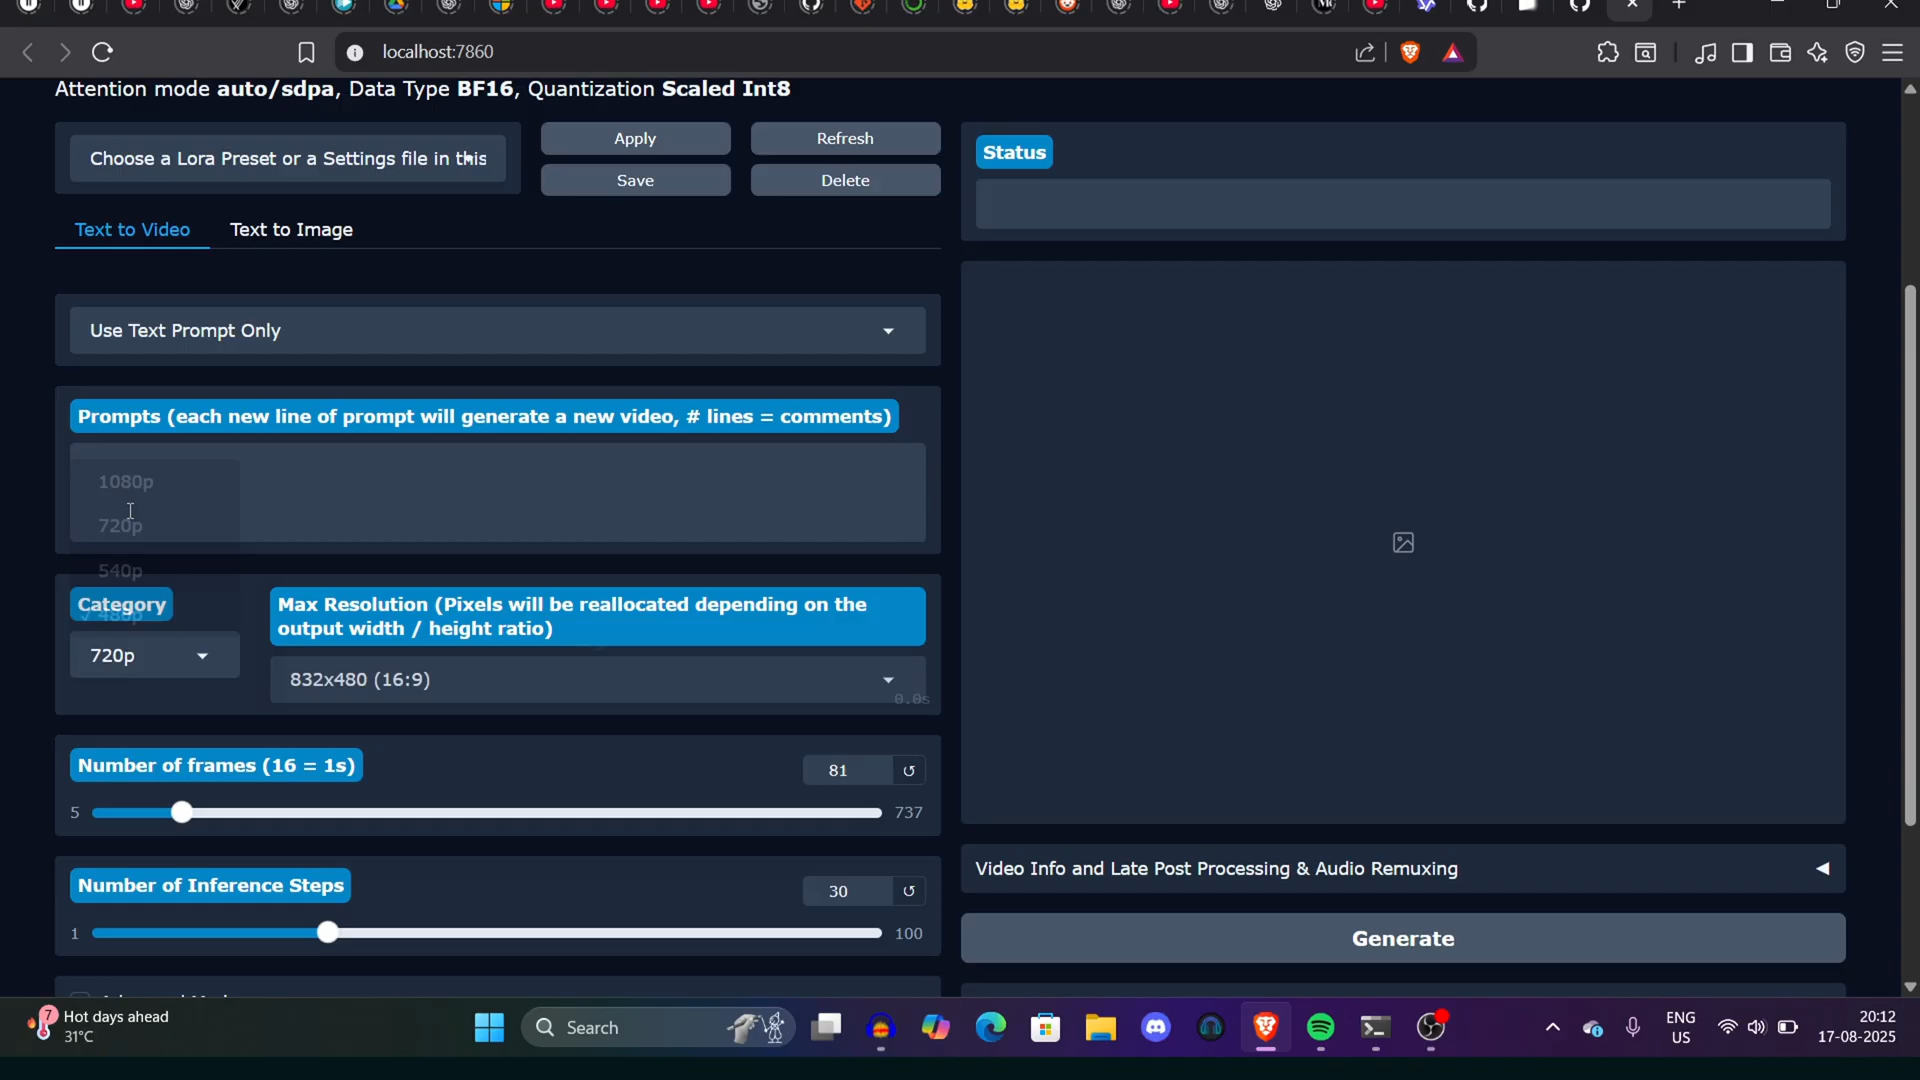 localhost:7860
Attention mode auto/sdpa, Data Type BF16, Quantization Scaled Int8
Choose a Lora Preset or a Settings file in this
Apply
Refresh
Save
Delete
Status
Text to Video
Text to Image
Use Text Prompt Only
Prompts (each new line of prompt will generate a new video, # lines = comments)
1080p
720p
540p
✓ 480p
Category
720p
Max Resolution (Pixels will be reallocated depending on the
output width / height ratio)
832x480 (16:9)
0.0s
Number of frames (16 = 1s)
81
5
737
Number of Inference Steps
30
1
100
Video Info and Late Post Processing & Audio Remuxing
Generate
7
Hot days ahead
31°C
Search
ENG
US
20:12
17-08-2025